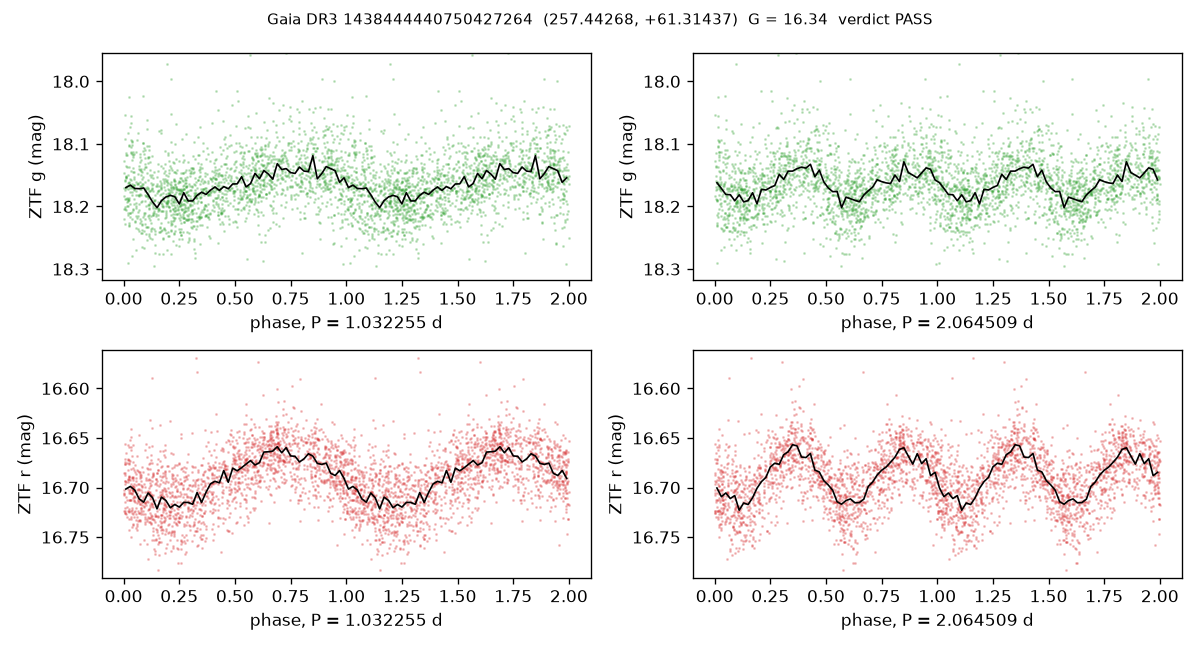 Gaia DR3 1438444440750427264 (257.44268, +61.31437) G = 16.34 verdict PASS
ZTF g (mag)
18.0
18.1
18.2
18.3
0.00 0.25 0.50 0.75 1.00 1.25 1.50 1.75 2.00
phase, P = 1.032255 d
ZTF g (mag)
18.0
18.1
18.2
18.3
0.00 0.25 0.50 0.75 1.00 1.25 1.50 1.75 2.00
phase, P = 2.064509 d
ZTF r (mag)
16.60
16.65
16.70
16.75
0.00 0.25 0.50 0.75 1.00 1.25 1.50 1.75 2.00
phase, P = 1.032255 d
ZTF r (mag)
16.60
16.65
16.70
16.75
0.00 0.25 0.50 0.75 1.00 1.25 1.50 1.75 2.00
phase, P = 2.064509 d